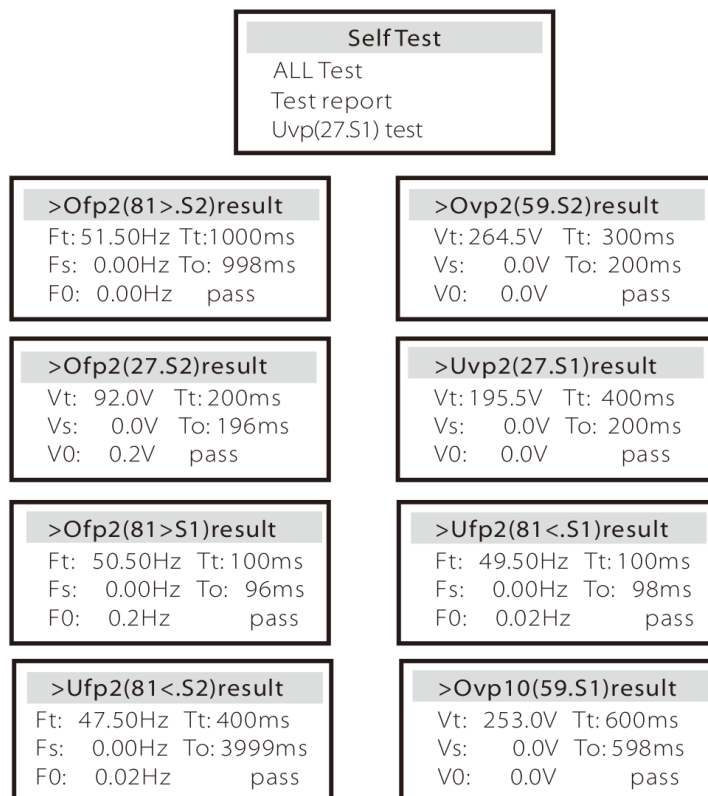 Self Test
ALL Test
Test report
Uvp(27.S1) test
>Ofp2(81>.S2)result
Ft: 51.50Hz Tt:1000ms
Fs: 0.00Hz To: 998ms
F0: 0.00Hz pass
>Ovp2(59.S2)result
Vt: 264.5V Tt: 300ms
Vs: 0.0V To: 200ms
V0: 0.0V pass
>Ofp2(27.S2)result
Vt: 92.0V Tt: 200ms
Vs: 0.0V To: 196ms
V0: 0.2V pass
>Uvp2(27.S1)result
Vt: 195.5V Tt: 400ms
Vs: 0.0V To: 200ms
V0: 0.0V pass
>Ofp2(81>S1)result
Ft: 50.50Hz Tt: 100ms
Fs: 0.00Hz To: 96ms
F0: 0.2Hz pass
>Ufp2(81<.S1)result
Ft: 49.50Hz Tt: 100ms
Fs: 0.00Hz To: 98ms
F0: 0.02Hz pass
>Ufp2(81<.S2)result
Ft: 47.50Hz Tt: 400ms
Fs: 0.00Hz To: 3999ms
F0: 0.02Hz pass
>Ovp10(59.S1)result
Vt: 253.0V Tt: 600ms
Vs: 0.0V To: 598ms
V0: 0.0V pass